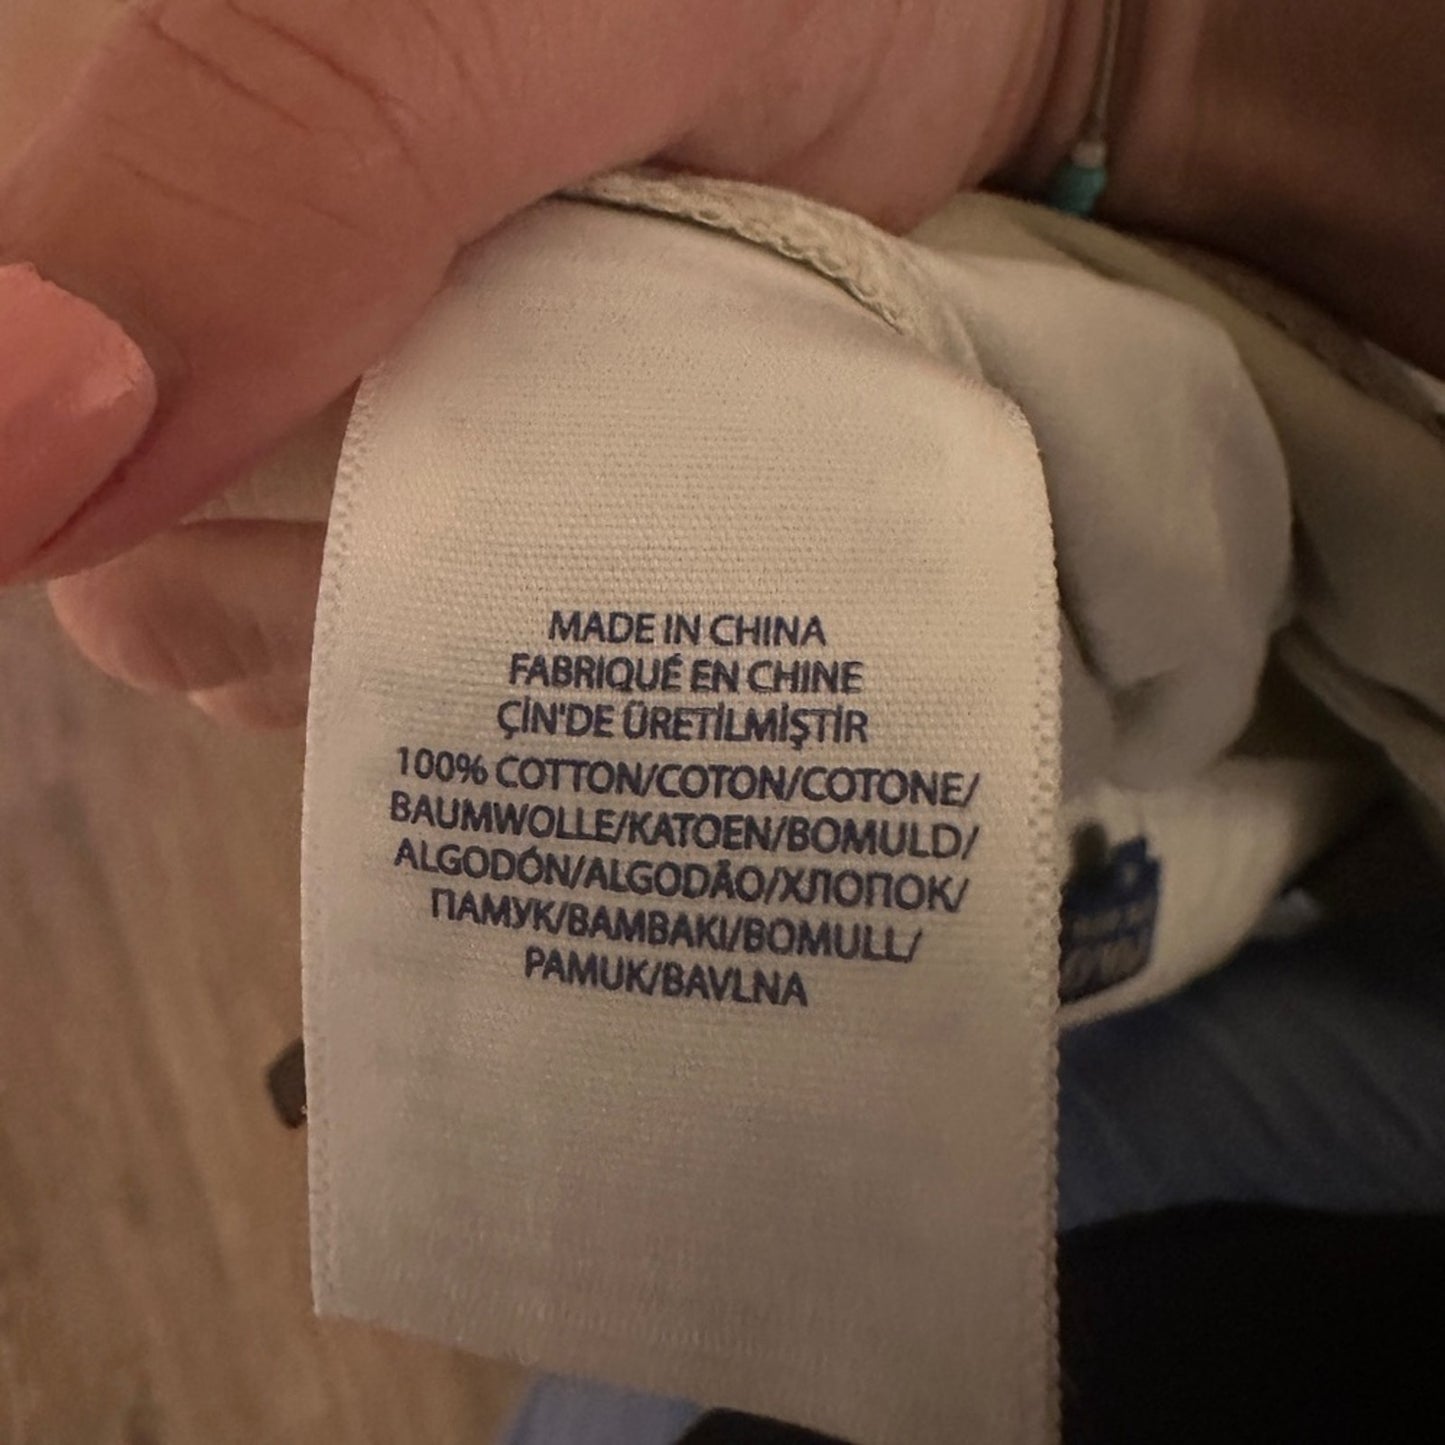 MADE IN CHINA
FABRIQUÉ EN CHINE
ÇİN'DE ÜRETİLMİŞTİR
100% COTTON/COTON/COTONE/
BAUMWOLLE/KATOEN/BOMULD/
ALGODÓN/ALGODÃO/ХЛОПОК/
ПАМУК/BAMBAKI/BOMULL/
PAMUK/BAVLNA